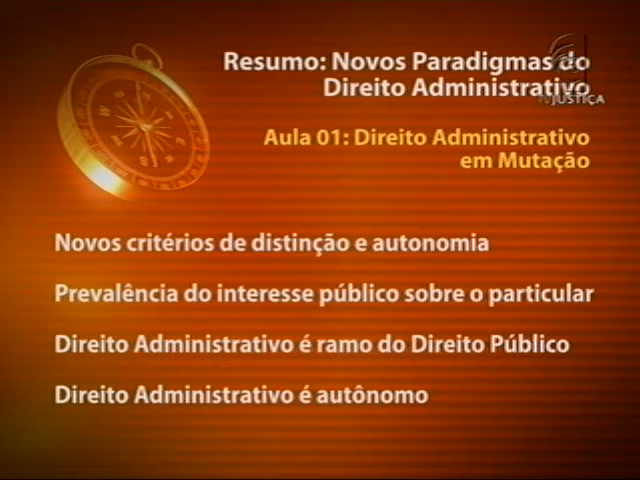 Resumo: Novos Paradigmas do
Direito Administrativo
TV JUSTIÇA
Aula 01: Direito Administrativo
em Mutação
Novos critérios de distinção e autonomia
Prevalência do interesse público sobre o particular
Direito Administrativo é ramo do Direito Público
Direito Administrativo é autônomo
W
S